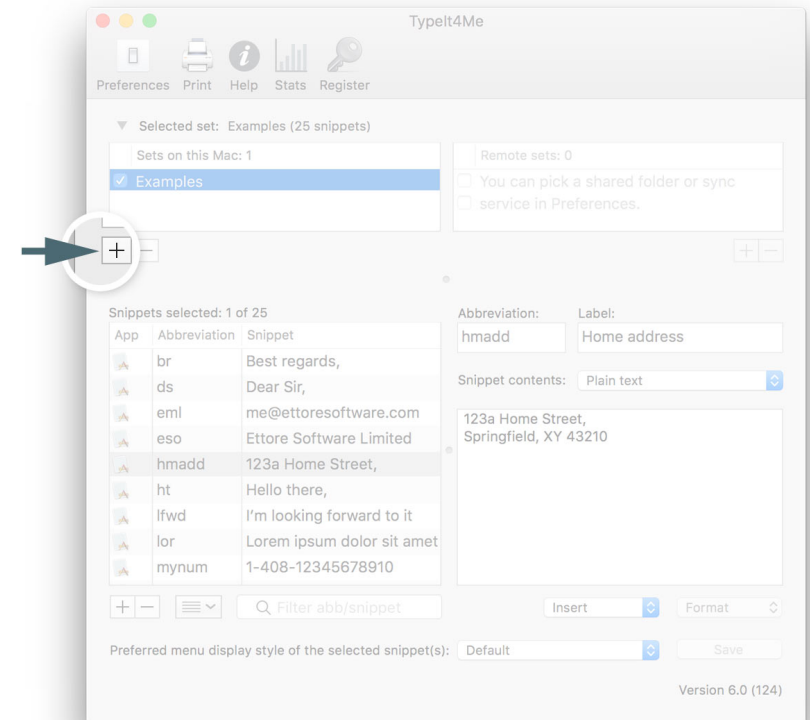 TypeIt4Me
Preferences Print Help Stats Register
Selected set: Examples (25 snippets)
Sets on this Mac: 1
Examples
Remote sets: 0
You can pick a shared folder or sync
service in Preferences.
Snippets selected: 1 of 25
App Abbreviation Snippet
br Best regards,
ds Dear Sir,
eml me@ettoresoftware.com
eso Ettore Software Limited
hmadd 123a Home Street,
ht Hello there,
lfwd I'm looking forward to it
lor Lorem ipsum dolor sit amet
mynum 1-408-12345678910
Abbreviation: Label:
hmadd Home address
Snippet contents: Plain text
123a Home Street,
Springfield, XY 43210
Filter abb/snippet
Insert Format
Preferred menu display style of the selected snippet(s): Default Save
Version 6.0 (124)